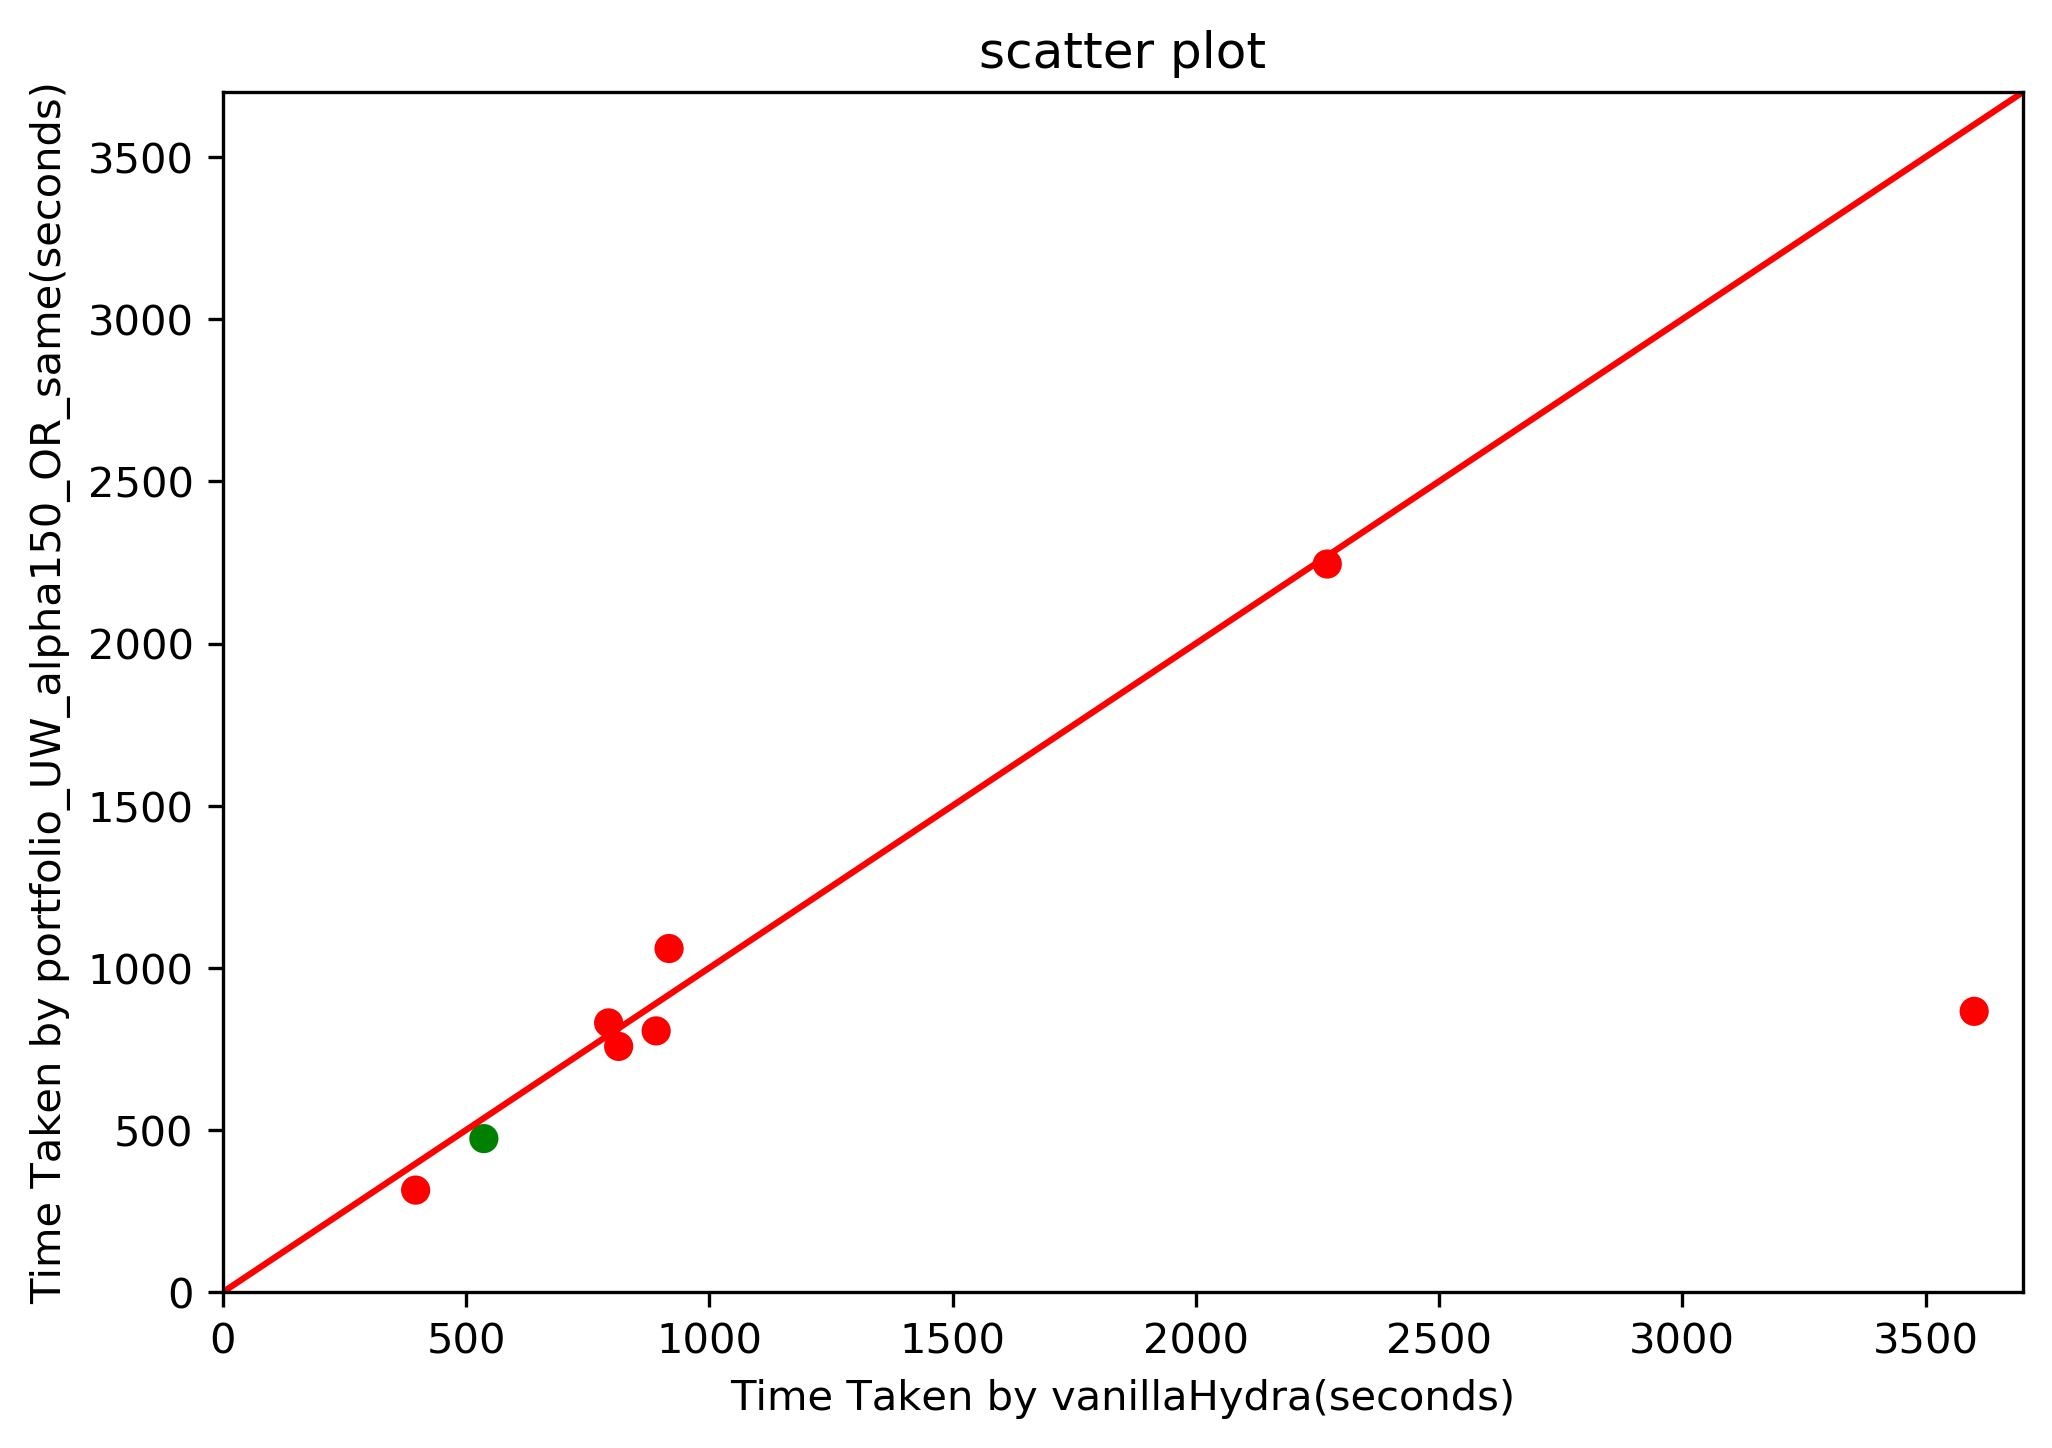 scatter plot
Time Taken by portfolio_UW_alpha150_OR_same(seconds)
3500
3000
2500
2000
1500
1000
500
0
0 500 1000 1500 2000 2500 3000 3500
Time Taken by vanillaHydra(seconds)